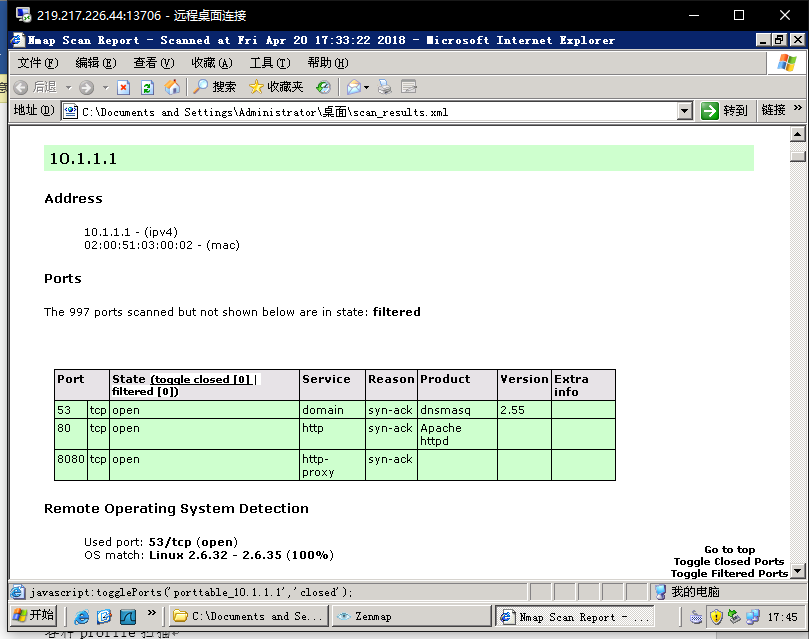 219.217.226.44:13706 - 远程桌面连接
Nmap Scan Report - Scanned at Fri Apr 20 17:33:22 2018 - Microsoft Internet Explorer
文件(F) 编辑(E) 查看(V) 收藏(A) 工具(T) 帮助(H)
后退 搜索 收藏夹
地址(D) C:\Documents and Settings\Administrator\桌面\scan_results.xml 转到 链接 »
10.1.1.1
Address
10.1.1.1 - (ipv4)
02:00:51:03:00:02 - (mac)
Ports
The 997 ports scanned but not shown below are in state: filtered
Port State (toggle closed [0] | filtered [0]) Service Reason Product Version Extra info
53 tcp open domain syn-ack dnsmasq 2.55
80 tcp open http syn-ack Apache httpd
8080 tcp open http-proxy syn-ack
Remote Operating System Detection
Used port: 53/tcp (open)
OS match: Linux 2.6.32 - 2.6.35 (100%)
Go to top
Toggle Closed Ports
Toggle Filtered Ports
javascript:togglePorts('porttable_10.1.1.1','closed'); 我的电脑
开始 » C:\Documents and Se... Zenmap Nmap Scan Report - ... 17:45